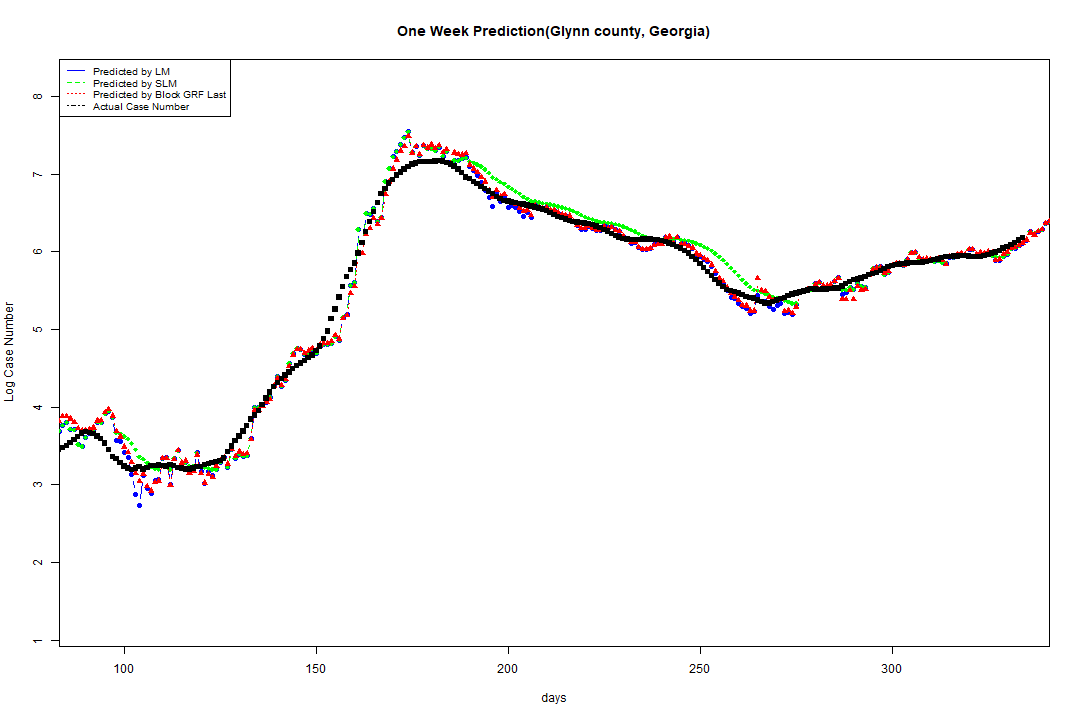 One Week Prediction(Glynn county, Georgia)
Predicted by LM
Predicted by SLM
Predicted by Block GRF Last
Actual Case Number
8
7
6
5
4
3
2
1
Log Case Number
100 150 200 250 300
days